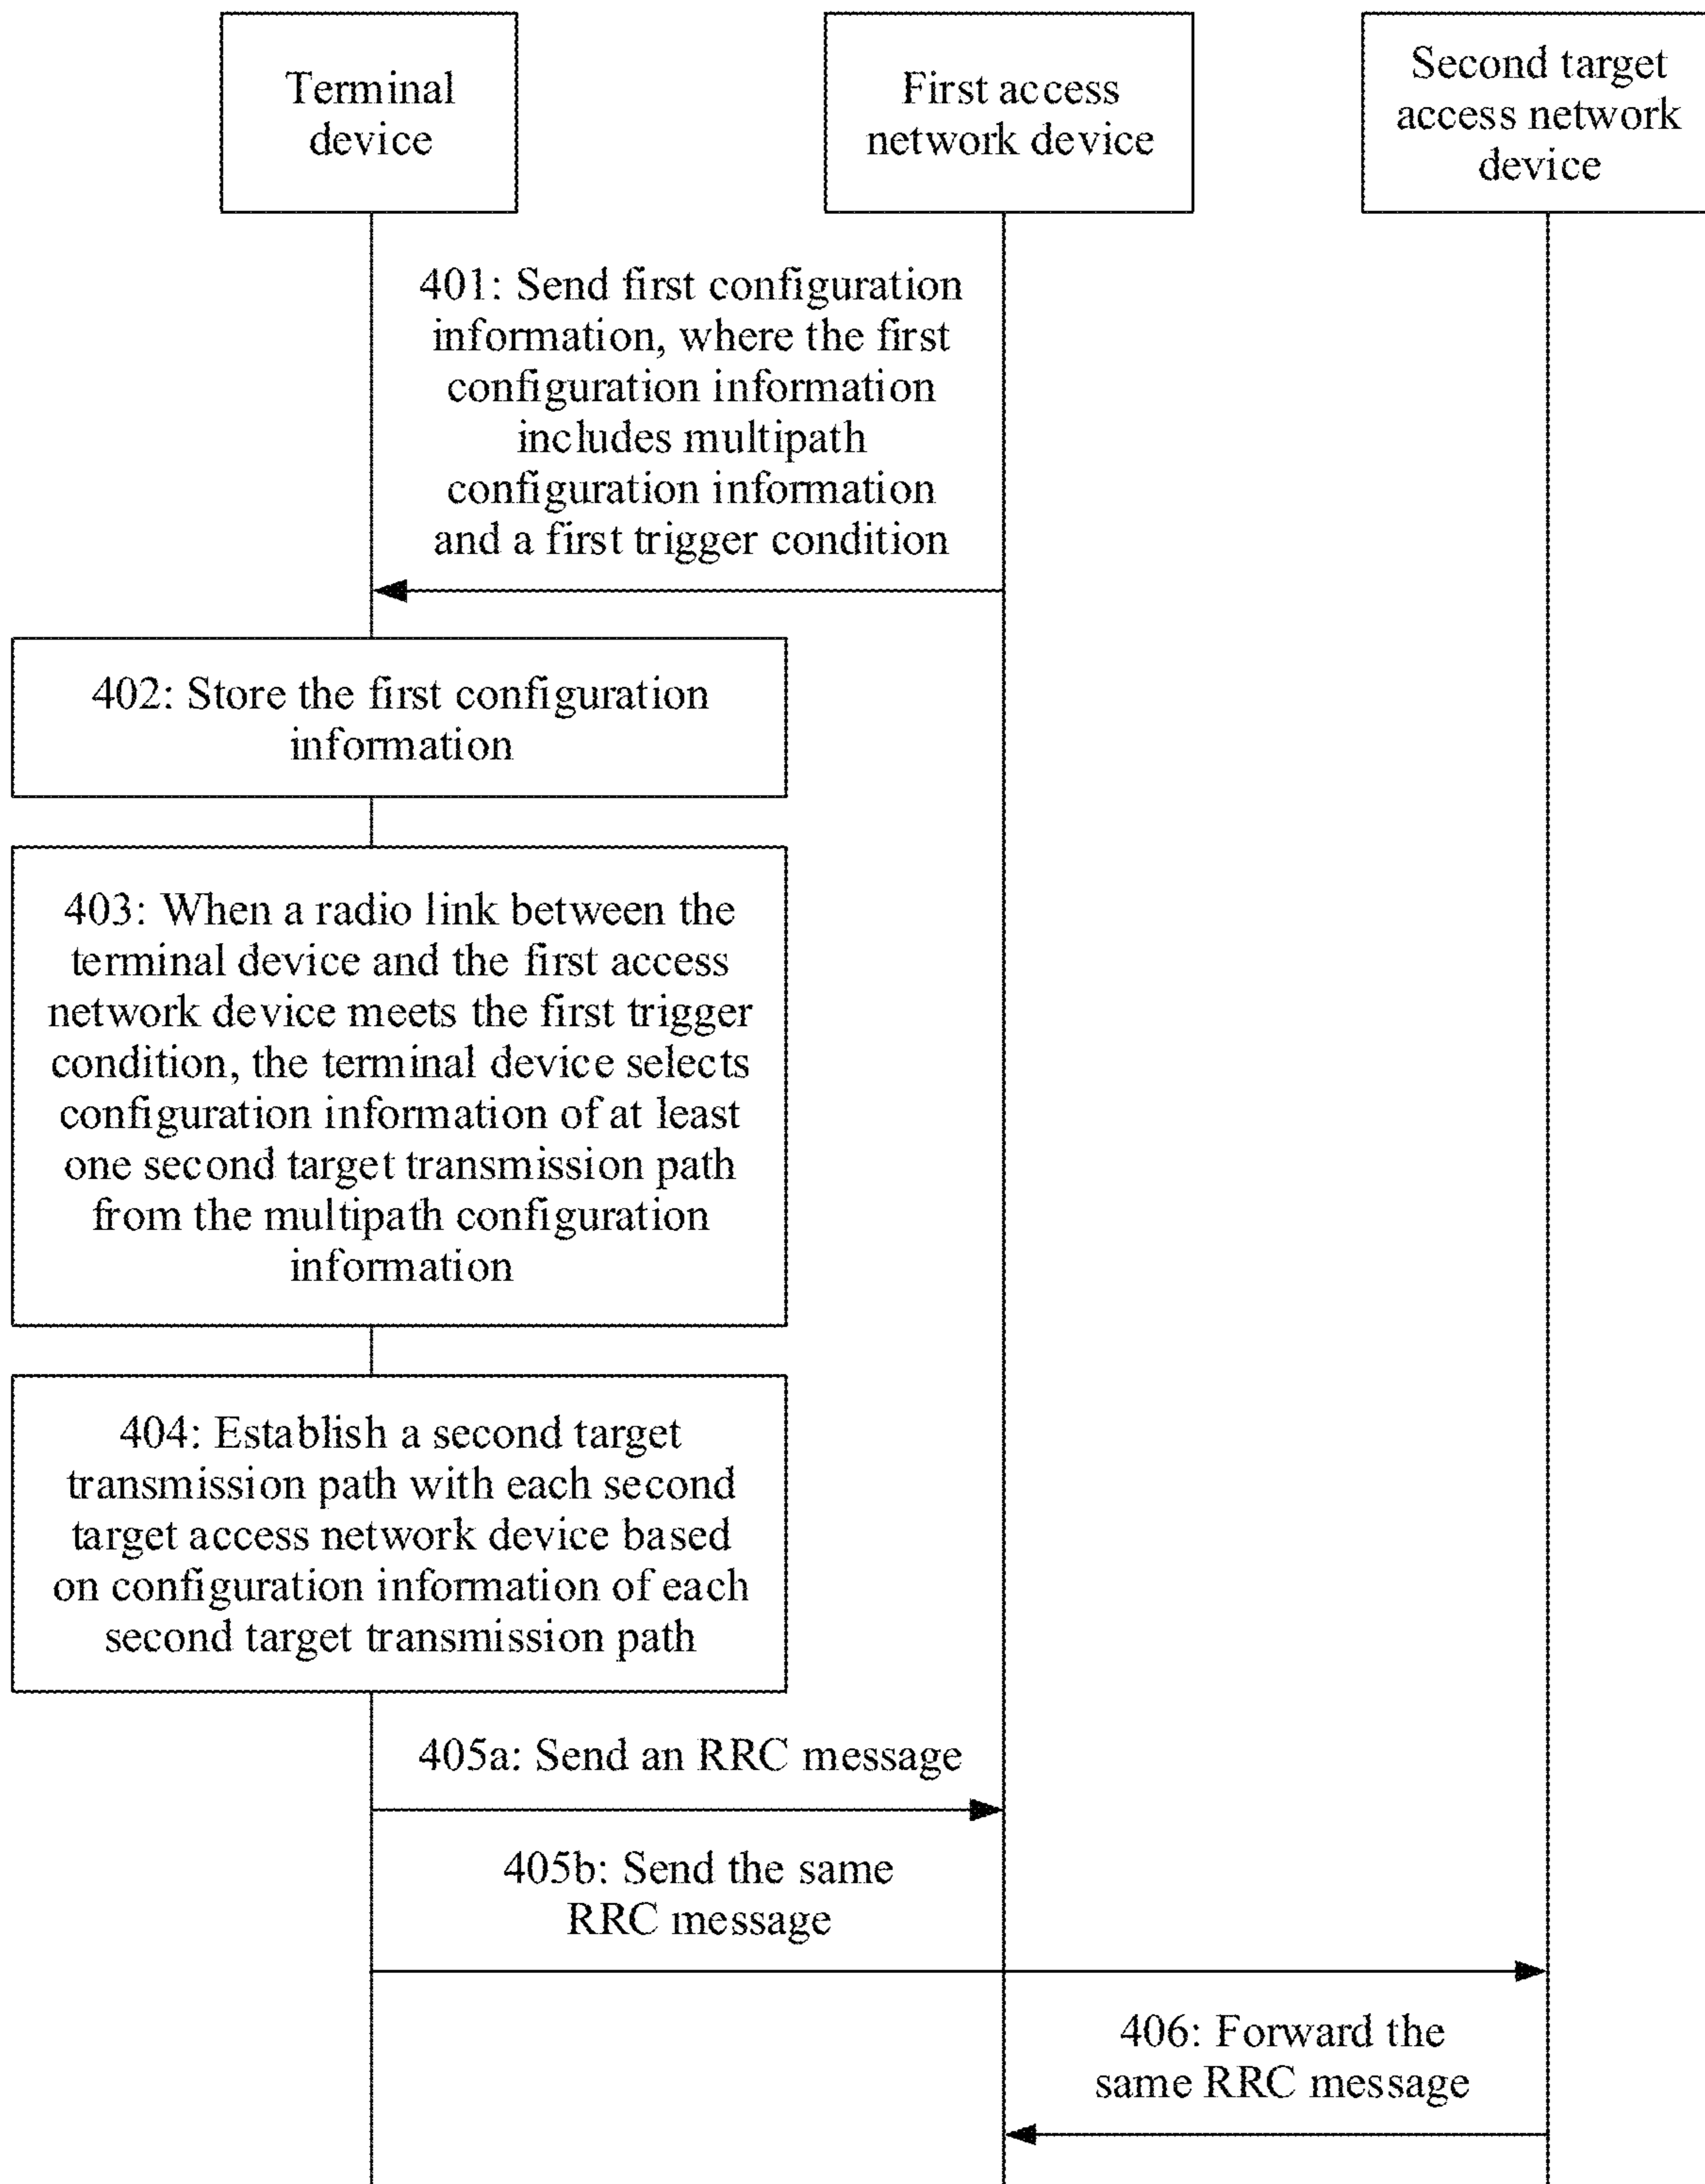 Terminal
device
First access
network device
Second target
access network
device
401: Send first configuration
information, where the first
configuration information
includes multipath
configuration information
and a first trigger condition
402: Store the first configuration
information
403: When a radio link between the
terminal device and the first access
network device meets the first trigger
condition, the terminal device selects
configuration information of at least
one second target transmission path
from the multipath configuration
information
404: Establish a second target
transmission path with each second
target access network device based
on configuration information of each
second target transmission path
405a: Send an RRC message
405b: Send the same
RRC message
406: Forward the
same RRC message